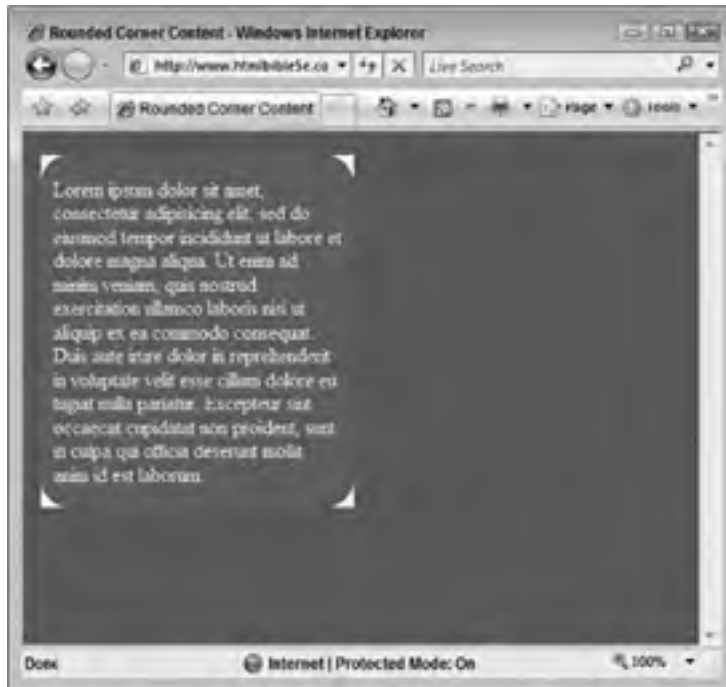 Rounded Corner Content - Windows Internet Explorer
http://www.htmlbible5e.co
Live Search
Rounded Corner Content
Page
Tools
Lorem ipsum dolor sit amet,
consectetur adipisicing elit, sed do
eiusmod tempor incididunt ut labore et
dolore magna aliqua. Ut enim ad
minim veniam, quis nostrud
exercitation ullamco laboris nisi ut
aliquip ex ea commodo consequat.
Duis aute irure dolor in reprehenderit
in voluptate velit esse cillum dolore eu
fugiat nulla pariatur. Excepteur sint
occaecat cupidatat non proident, sunt
in culpa qui officia deserunt mollit
anim id est laborum.
Done
Internet | Protected Mode: On
100%